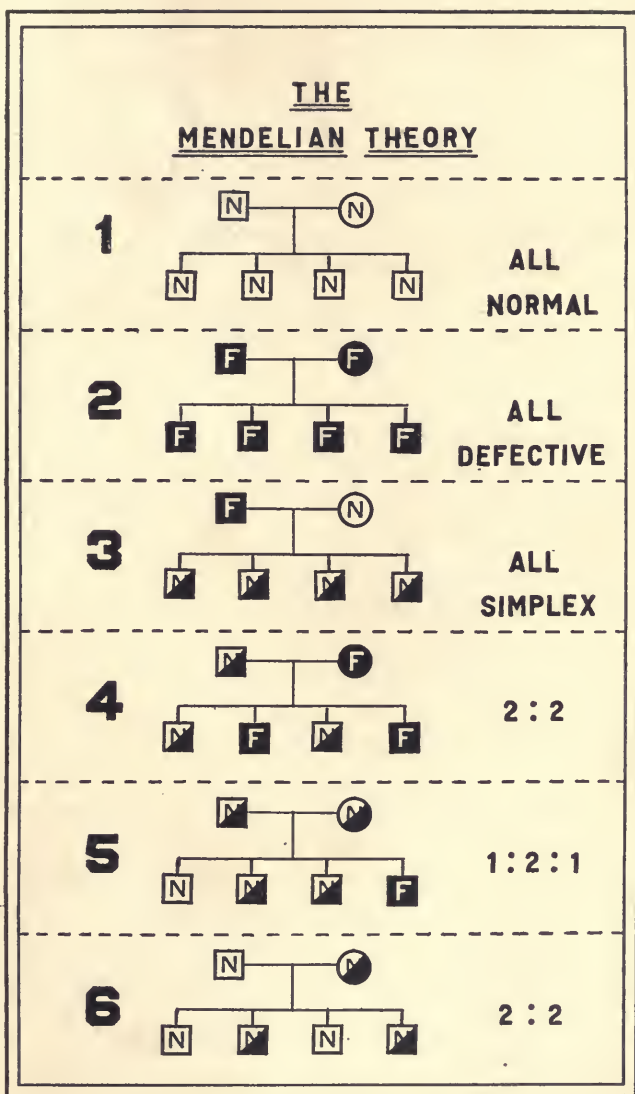 THE
MENDELIAN THEORY
1
N N
N N N N
ALL
NORMAL
2
F F
F F F F
ALL
DEFECTIVE
3
F N
N N N N
ALL
SIMPLEX
4
N F
N F N F
2:2
5
N N
N N N F
1:2:1
6
N N
N N N N
2:2